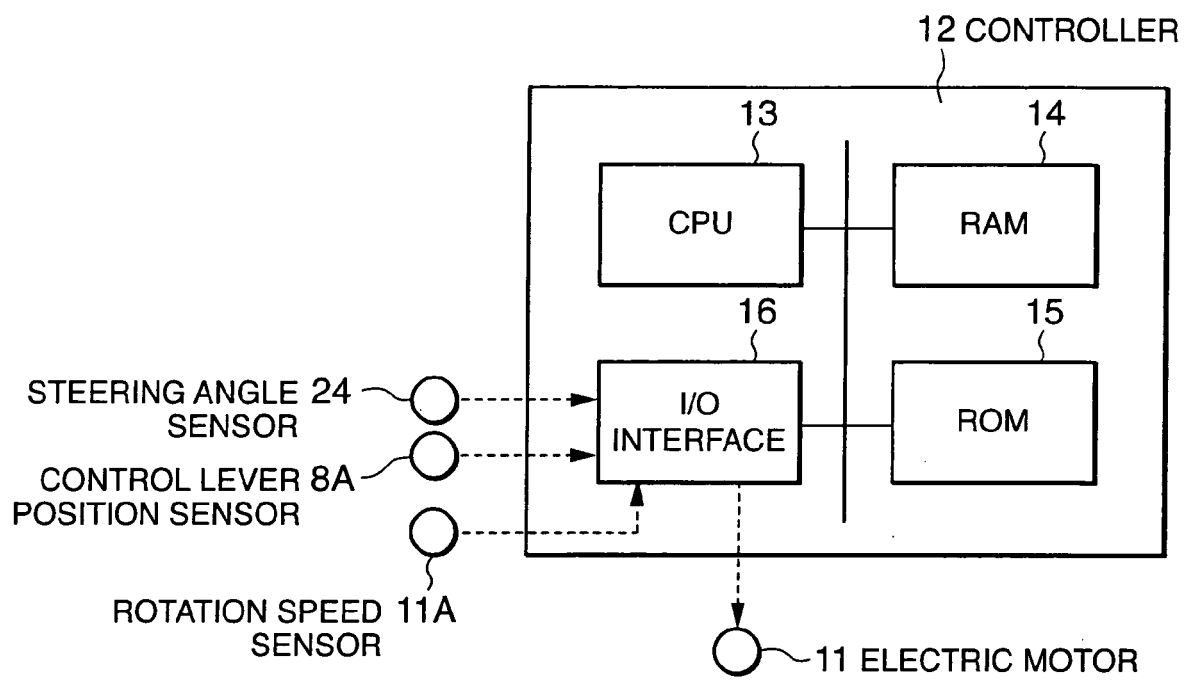 12 CONTROLLER
13
14
CPU
RAM
16
15
STEERING ANGLE 24
SENSOR
I/O
INTERFACE
ROM
CONTROL LEVER 8A
POSITION SENSOR
ROTATION SPEED 11A
SENSOR
11 ELECTRIC MOTOR